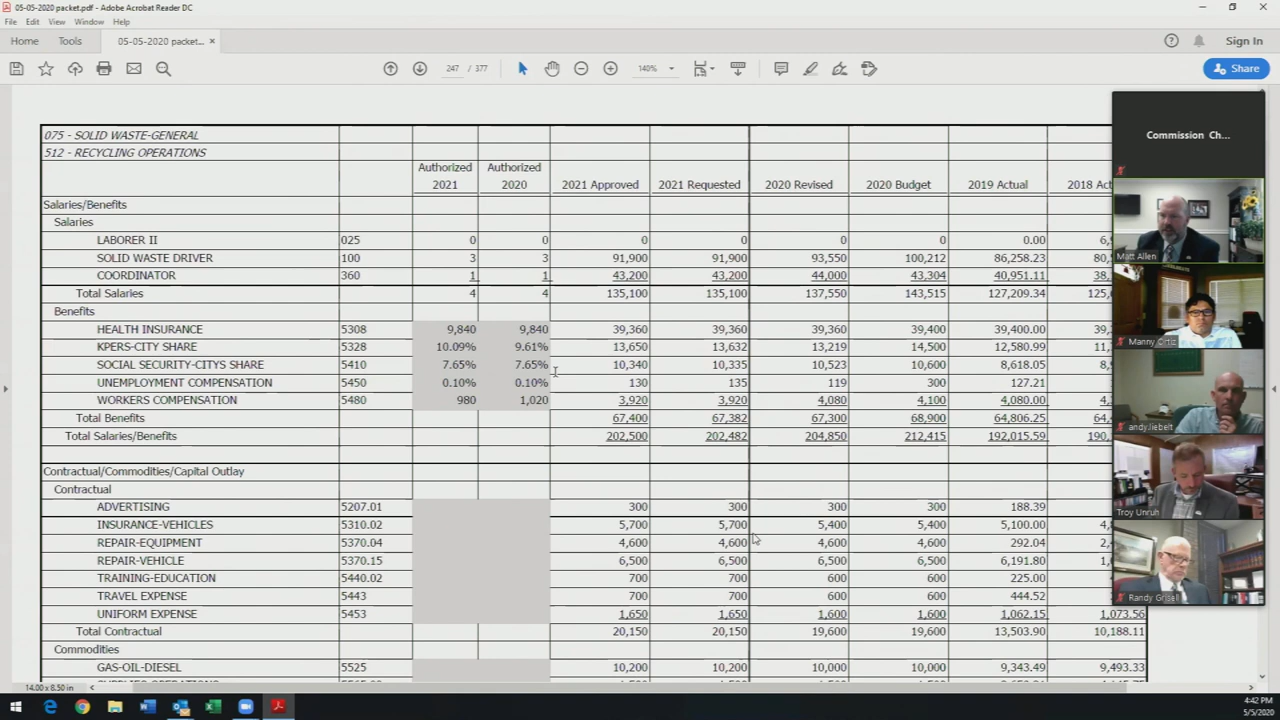 05-05-2020 packet.pdf - Adobe Acrobat Reader DC
File Edit View Window Help
Home Tools 05-05-2020 packet... × Sign In
247 / 377 140% Share
075 - SOLID WASTE-GENERAL
512 - RECYCLING OPERATIONS
Authorized Authorized
2021 2020 2021 Approved 2021 Requested 2020 Revised 2020 Budget 2019 Actual 2018
Salaries/Benefits
Salaries
LABORER II 025 0 0 0 0 0 0 0.00
SOLID WASTE DRIVER 100 3 3 91,900 91,900 93,550 100,212 86,258.23
COORDINATOR 360 1 1 43,200 43,200 44,000 43,304 40,951.11
Total Salaries 4 4 135,100 135,100 137,550 143,515 127,209.34
Benefits
HEALTH INSURANCE 5308 9,840 9,840 39,360 39,360 39,360 39,400 39,400.00
KPERS-CITY SHARE 5328 10.09% 9.61% 13,650 13,632 13,219 14,500 12,580.99
SOCIAL SECURITY-CITYS SHARE 5410 7.65% 7.65% 10,340 10,335 10,523 10,600 8,618.05
UNEMPLOYMENT COMPENSATION 5450 0.10% 0.10% 130 135 119 300 127.21
WORKERS COMPENSATION 5480 980 1,020 3,920 3,920 4,080 4,100 4,080.00
Total Benefits 67,400 67,382 67,300 68,900 64,806.25
Total Salaries/Benefits 202,500 202,482 204,850 212,415 192,015.59
Contractual/Commodities/Capital Outlay
Contractual
ADVERTISING 5207.01 300 300 300 300 188.39
INSURANCE-VEHICLES 5310.02 5,700 5,700 5,400 5,400 5,100.00
REPAIR-EQUIPMENT 5370.04 4,600 4,600 4,600 4,600 292.04
REPAIR-VEHICLE 5370.15 6,500 6,500 6,500 6,500 6,191.80
TRAINING-EDUCATION 5440.02 700 700 600 600 225.00
TRAVEL EXPENSE 5443 700 700 600 600 444.52
UNIFORM EXPENSE 5453 1,650 1,650 1,600 1,600 1,062.15 1,073.56
Total Contractual 20,150 20,150 19,600 19,600 13,503.90 10,188.11
Commodities
GAS-OIL-DIESEL 5525 10,200 10,200 10,000 10,000 9,343.49 9,493.33
Commission Ch...
Matt Allen
Manny Ortiz
andy.liebelt
Troy Unruh
Randy Grisell
14.00 x 8.50 in
4:42 PM
5/5/2020